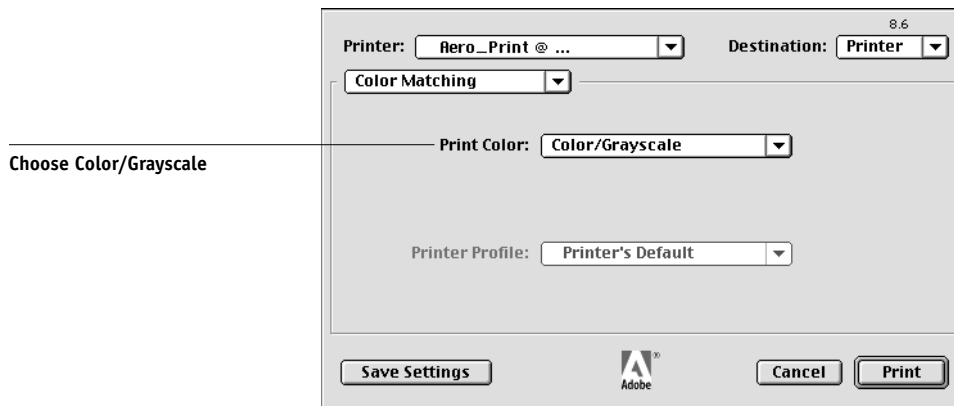 8.6
Printer: Aero_Print @ ... Destination: Printer
Color Matching
Print Color: Color/Grayscale
Choose Color/Grayscale
Printer Profile: Printer's Default
Save Settings Adobe ® Cancel Print